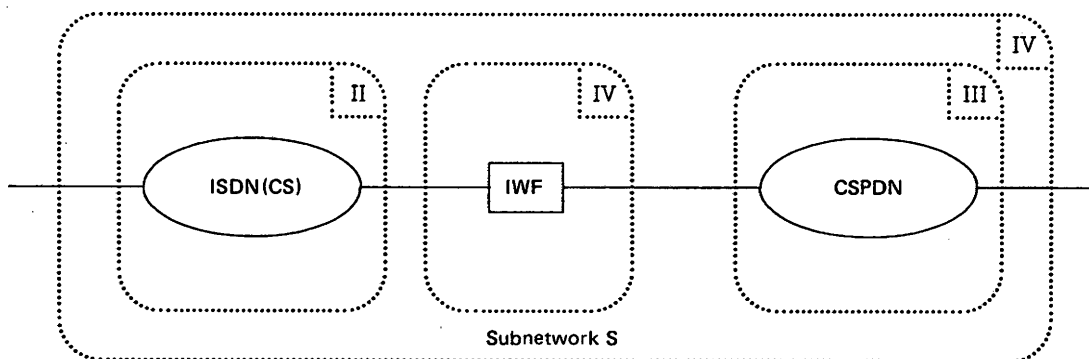 IV
II
IV
III
ISDN(CS)
IWF
CSPDN
Subnetwork S